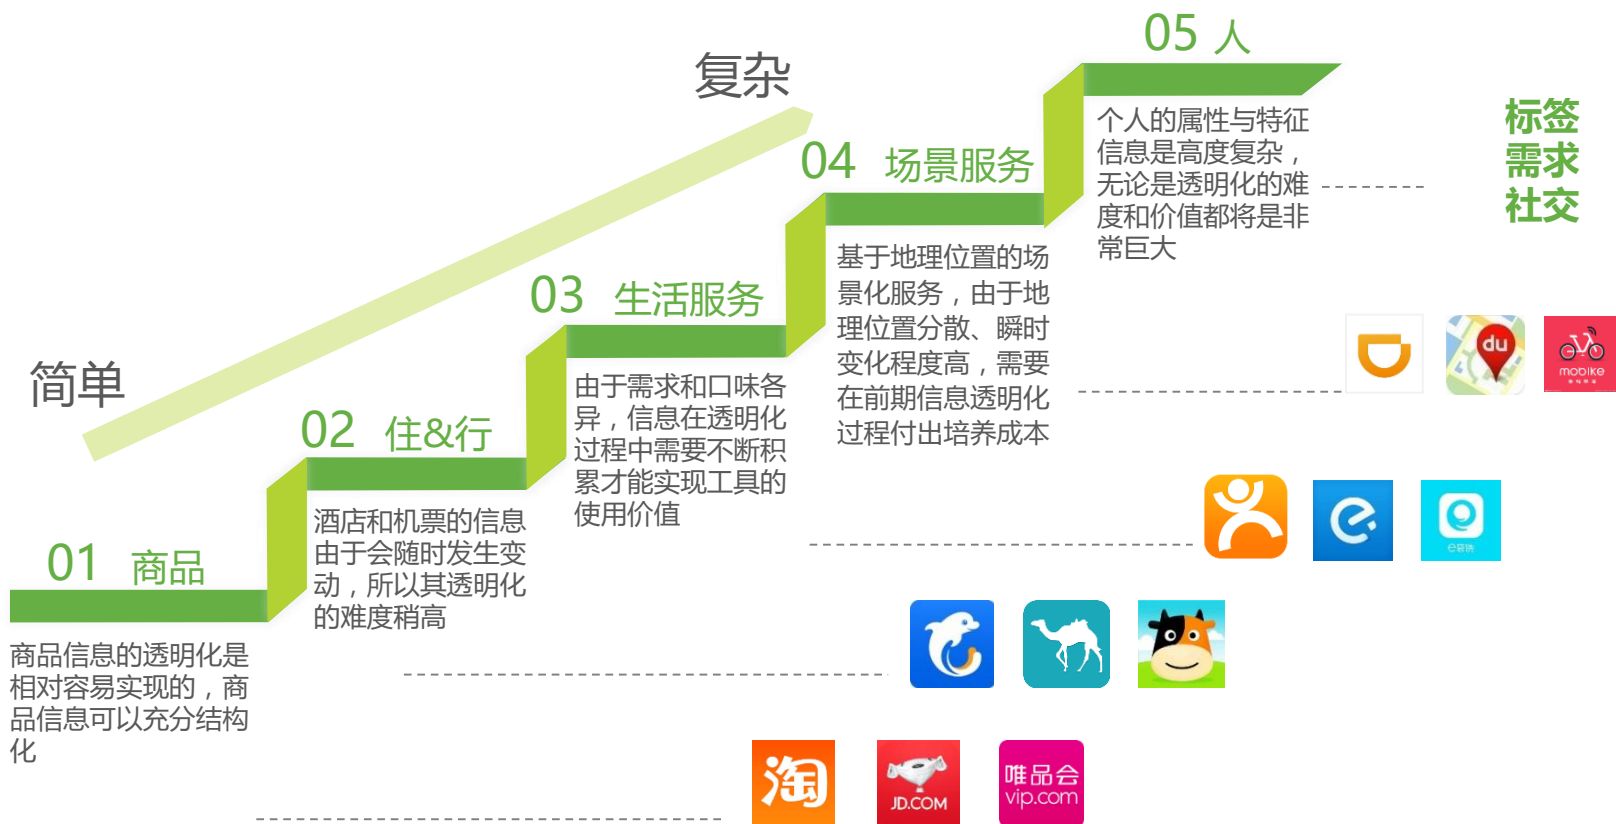 05 人
复杂
个人的属性与特征
信息是高度复杂，
无论是透明化的难
度和价值都将是非
常巨大
标签
需求
社交
04 场景服务
基于地理位置的场
景化服务，由于地
理位置分散、瞬时
变化程度高，需要
在前期信息透明化
过程付出培养成本
03 生活服务
由于需求和口味各
异，信息在透明化
过程中需要不断积
累才能实现工具的
使用价值
du
mobike
简单
02 住&行
酒店和机票的信息
由于会随时发生变
动，所以其透明化
的难度稍高
e袋洗
01 商品
商品信息的透明化是
相对容易实现的，商
品信息可以充分结构
化
淘
JD.COM
唯品会
vip.com